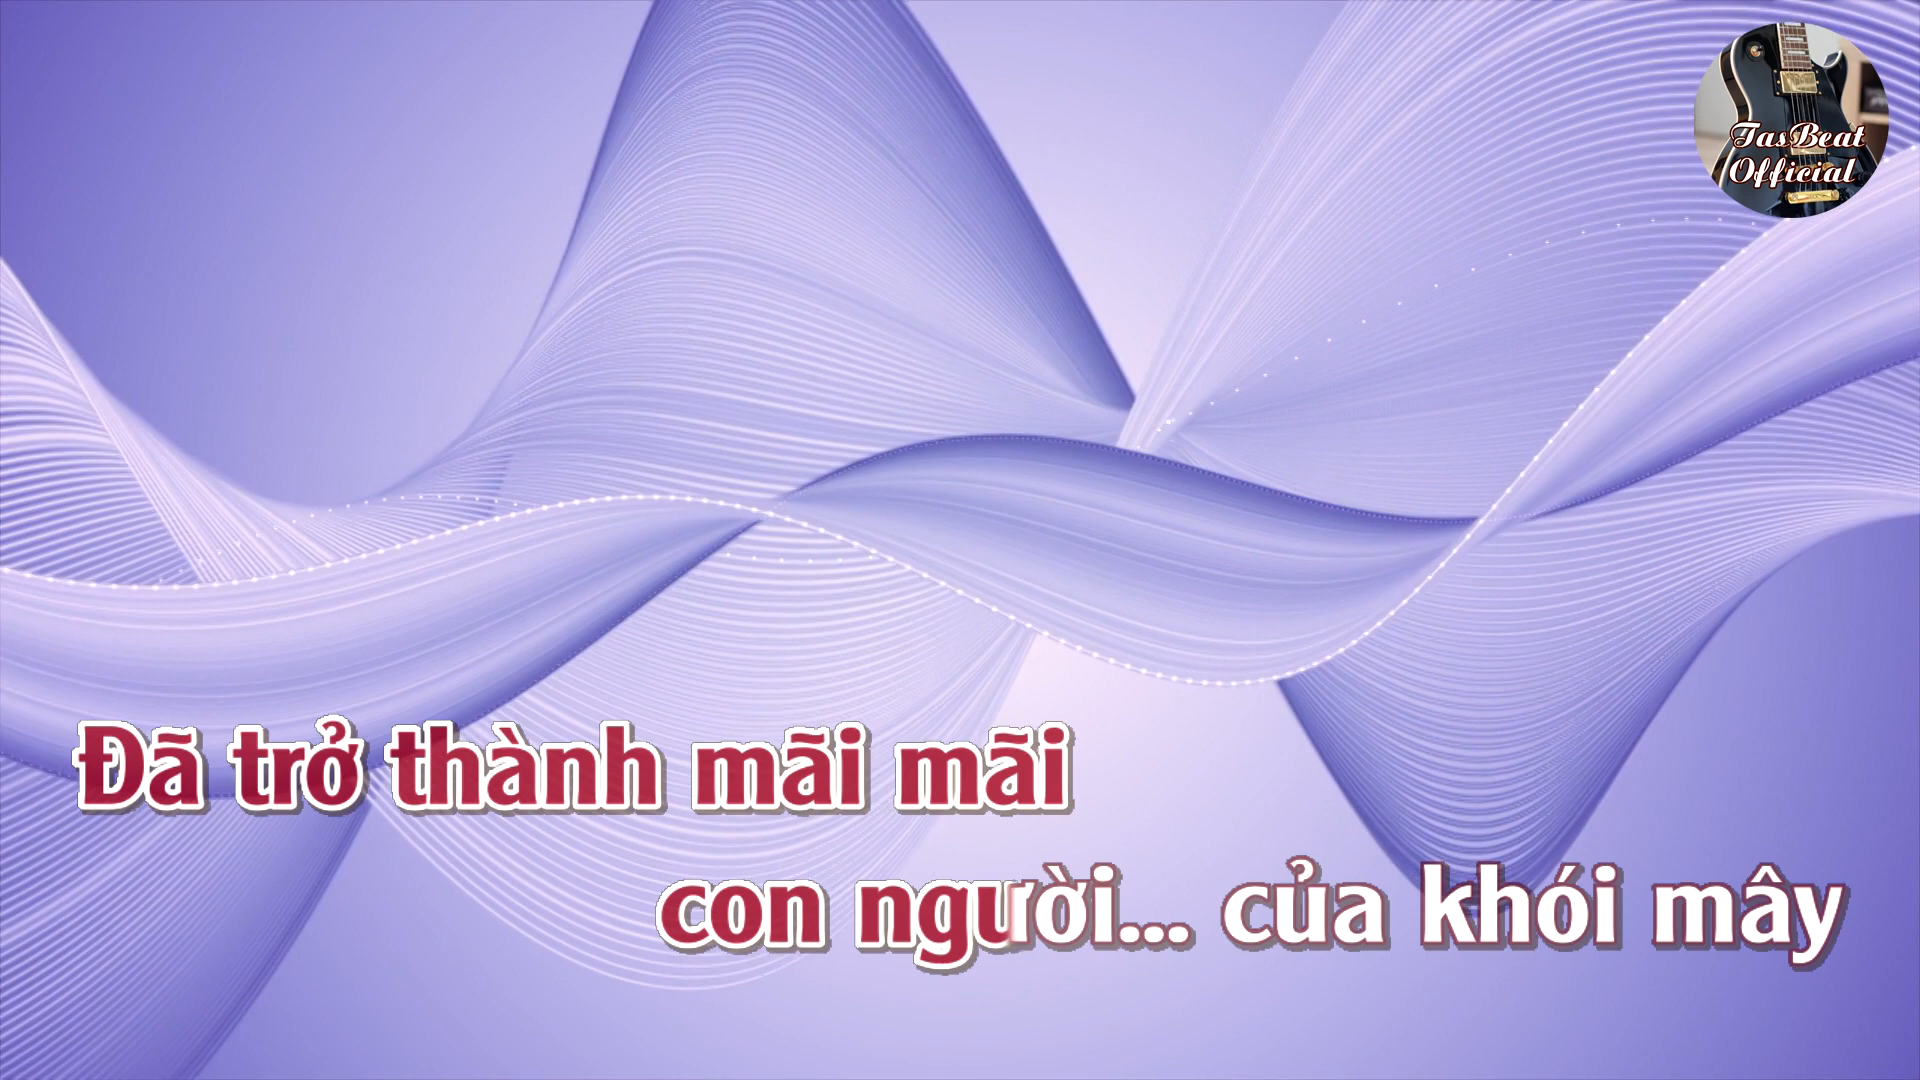 TasBeat
Official
Đã trở thành mãi mãi
con người... của khói mây